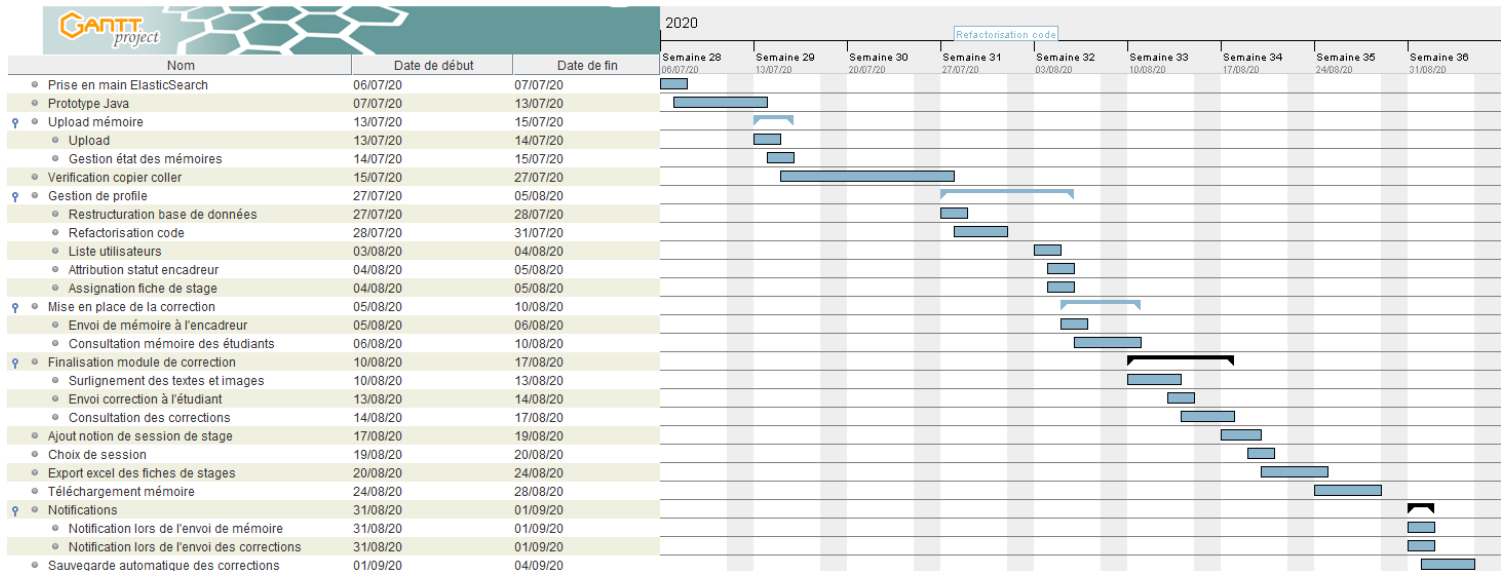 GANTT
project
2020
Refactorisation code
Nom Date de début Date de fin
Semaine 28 Semaine 29 Semaine 30 Semaine 31 Semaine 32 Semaine 33 Semaine 34 Semaine 35 Semaine 36
06/07/20 13/07/20 20/07/20 27/07/20 03/08/20 10/08/20 17/08/20 24/08/20 31/08/20
Prise en main ElasticSearch 06/07/20 07/07/20
Prototype Java 07/07/20 13/07/20
Upload mémoire 13/07/20 15/07/20
Upload 13/07/20 14/07/20
Gestion état des mémoires 14/07/20 15/07/20
Verification copier coller 15/07/20 27/07/20
Gestion de profile 27/07/20 05/08/20
Restructuration base de données 27/07/20 28/07/20
Refactorisation code 28/07/20 31/07/20
Liste utilisateurs 03/08/20 04/08/20
Attribution statut encadreur 04/08/20 05/08/20
Assignation fiche de stage 04/08/20 05/08/20
Mise en place de la correction 05/08/20 10/08/20
Envoi de mémoire à l'encadreur 05/08/20 06/08/20
Consultation mémoire des étudiants 06/08/20 10/08/20
Finalisation module de correction 10/08/20 17/08/20
Surlignement des textes et images 10/08/20 13/08/20
Envoi correction à l'étudiant 13/08/20 14/08/20
Consultation des corrections 14/08/20 17/08/20
Ajout notion de session de stage 17/08/20 19/08/20
Choix de session 19/08/20 20/08/20
Export excel des fiches de stages 20/08/20 24/08/20
Téléchargement mémoire 24/08/20 28/08/20
Notifications 31/08/20 01/09/20
Notification lors de l'envoi de mémoire 31/08/20 01/09/20
Notification lors de l'envoi des corrections 31/08/20 01/09/20
Sauvegarde automatique des corrections 01/09/20 04/09/20